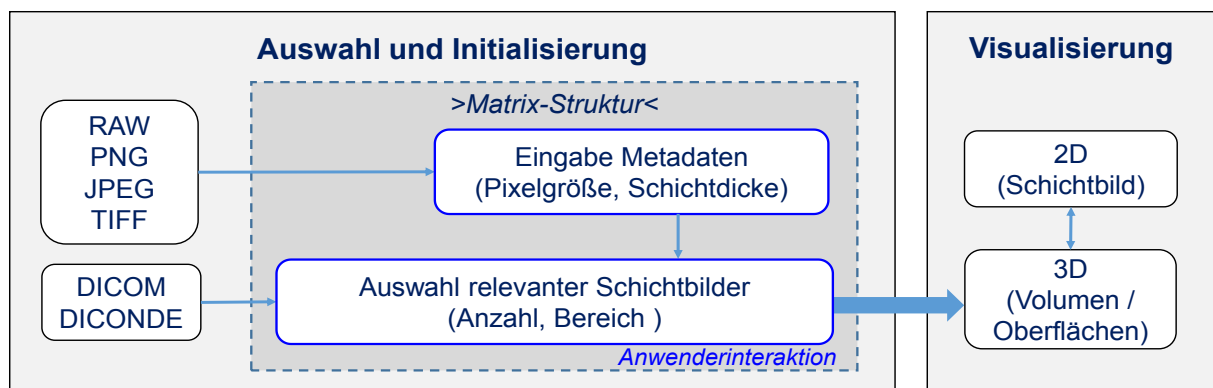 Auswahl und Initialisierung
>Matrix-Struktur<
RAW
PNG
JPEG
TIFF
Eingabe Metadaten
(Pixelgröße, Schichtdicke)
DICOM
DICONDE
Auswahl relevanter Schichtbilder
(Anzahl, Bereich )
Anwenderinteraktion
Visualisierung
2D
(Schichtbild)
3D
(Volumen /
Oberflächen)